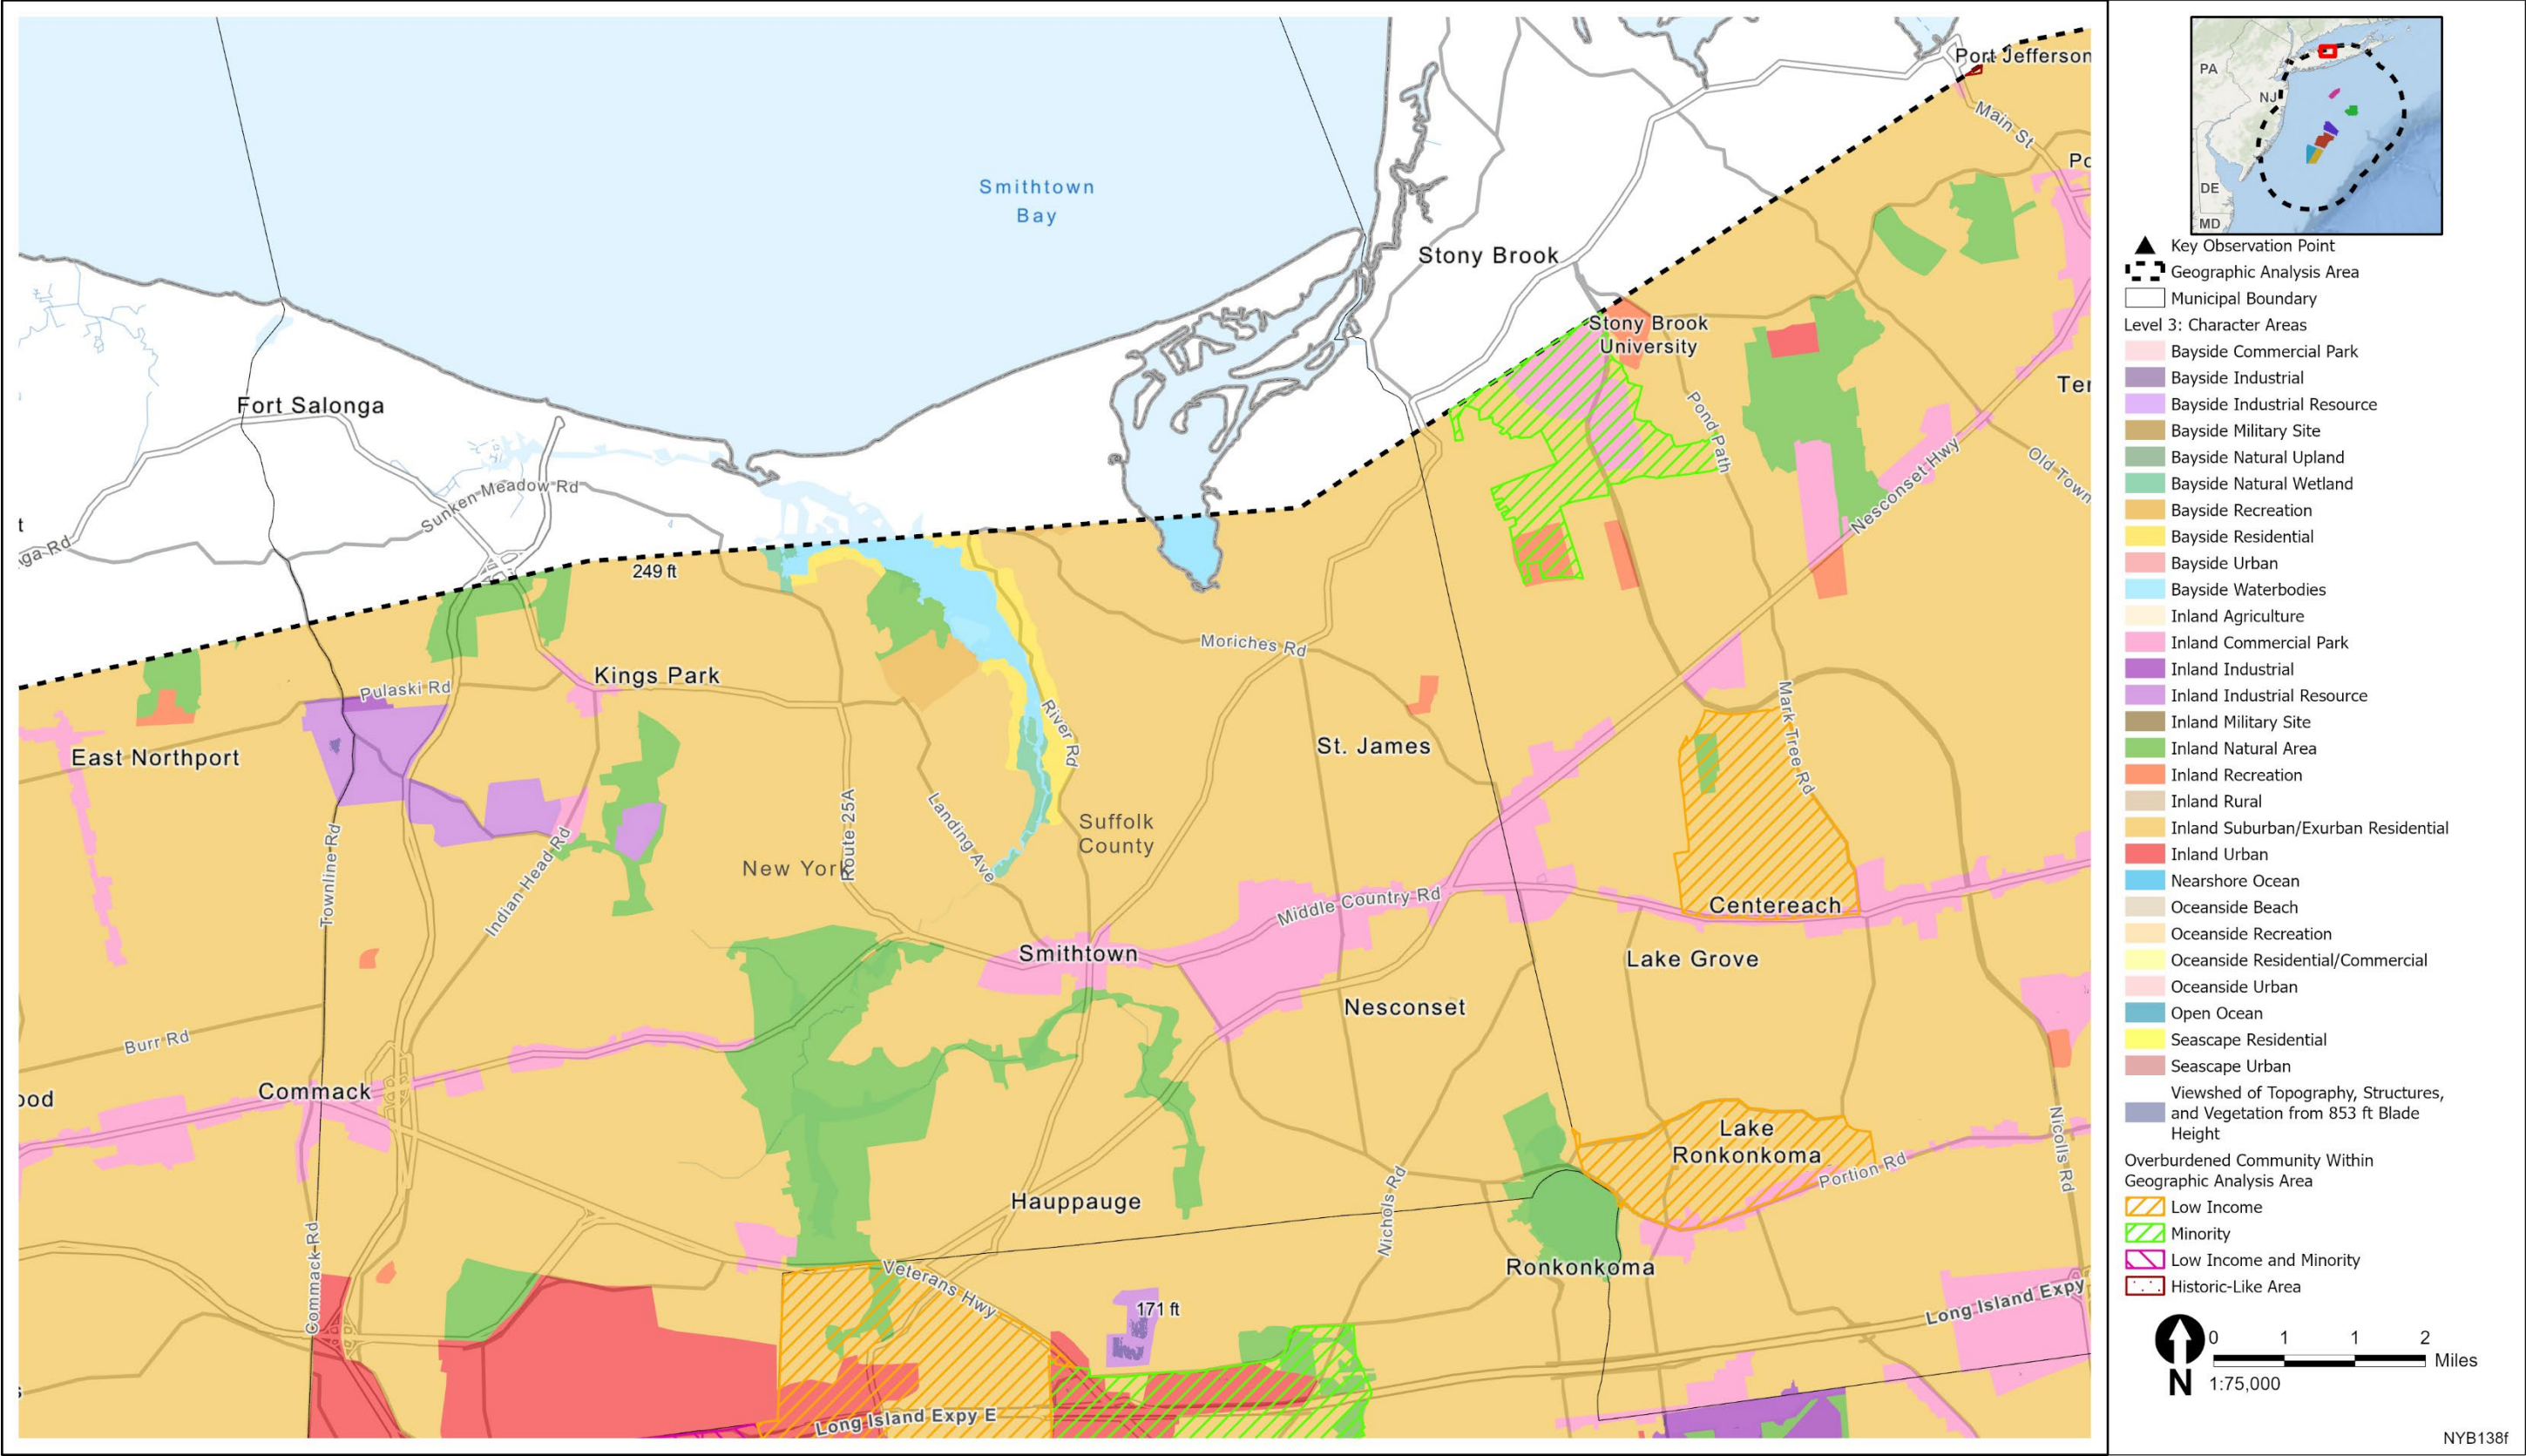 Port Jefferson
Main St
Po
Smithtown
Bay
Stony Brook
Stony Brook
University
Fort Salonga
Ter
Pond Path
Nesconset Hwy
Old Town
Sunken Meadow Rd
t
ga Rd
249 ft
Moriches Rd
Kings Park
Pulaski Rd
River Rd
Mark Tree Rd
East Northport
St. James
Suffolk
County
New York
Route 25A
Landing Ave
Townline Rd
Indian Head Rd
Middle Country Rd
Centereach
Smithtown
Lake Grove
Nesconset
Burr Rd
Commack
ood
Lake
Ronkonkoma
Portion Rd
Nicolls Rd
Hauppauge
Nichols Rd
Ronkonkoma
Commack Rd
Veterans Hwy
171 ft
Long Island Expy
s
Long Island Expy E
PA
NJ
DE
MD
Key Observation Point
Geographic Analysis Area
Municipal Boundary
Level 3: Character Areas
Bayside Commercial Park
Bayside Industrial
Bayside Industrial Resource
Bayside Military Site
Bayside Natural Upland
Bayside Natural Wetland
Bayside Recreation
Bayside Residential
Bayside Urban
Bayside Waterbodies
Inland Agriculture
Inland Commercial Park
Inland Industrial
Inland Industrial Resource
Inland Military Site
Inland Natural Area
Inland Recreation
Inland Rural
Inland Suburban/Exurban Residential
Inland Urban
Nearshore Ocean
Oceanside Beach
Oceanside Recreation
Oceanside Residential/Commercial
Oceanside Urban
Open Ocean
Seascape Residential
Seascape Urban
Viewshed of Topography, Structures,
and Vegetation from 853 ft Blade
Height
Overburdened Community Within
Geographic Analysis Area
Low Income
Minority
Low Income and Minority
Historic-Like Area
0 1 1 2
Miles
N 1:75,000
NYB138f